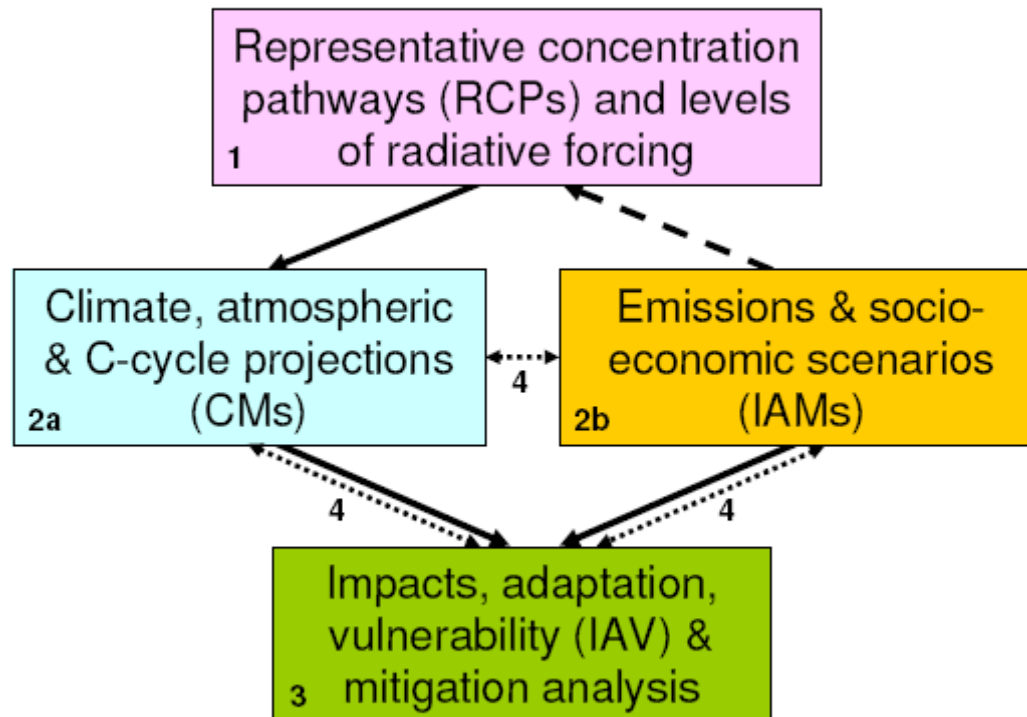 Representative concentration
pathways (RCPs) and levels
of radiative forcing
1
Climate, atmospheric
& C-cycle projections
(CMs)
2a
4
Emissions & socio-
economic scenarios
(IAMs)
2b
4
4
Impacts, adaptation,
vulnerability (IAV) &
mitigation analysis
3